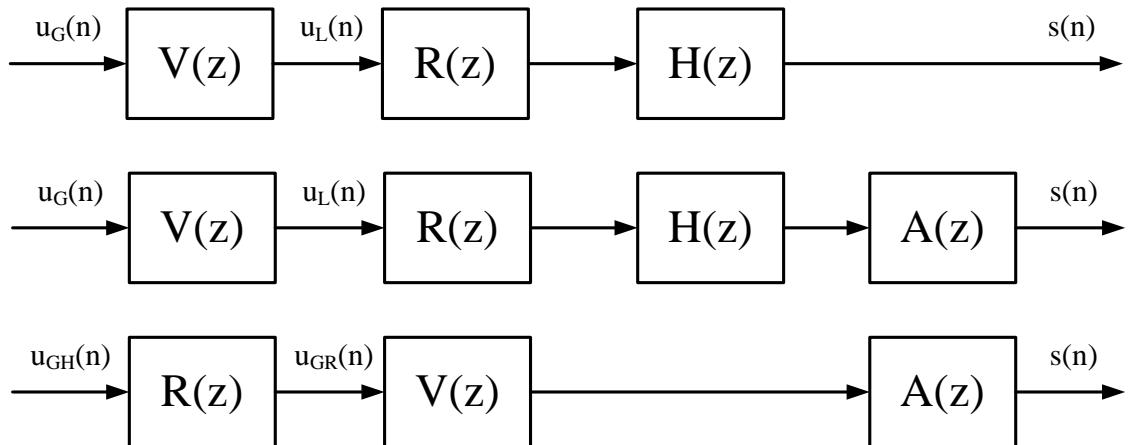 u_G(n) u_L(n) s(n)
V(z) R(z) H(z)
u_G(n) u_L(n) s(n)
V(z) R(z) H(z) A(z)
u_GH(n) u_GR(n) s(n)
R(z) V(z) A(z)